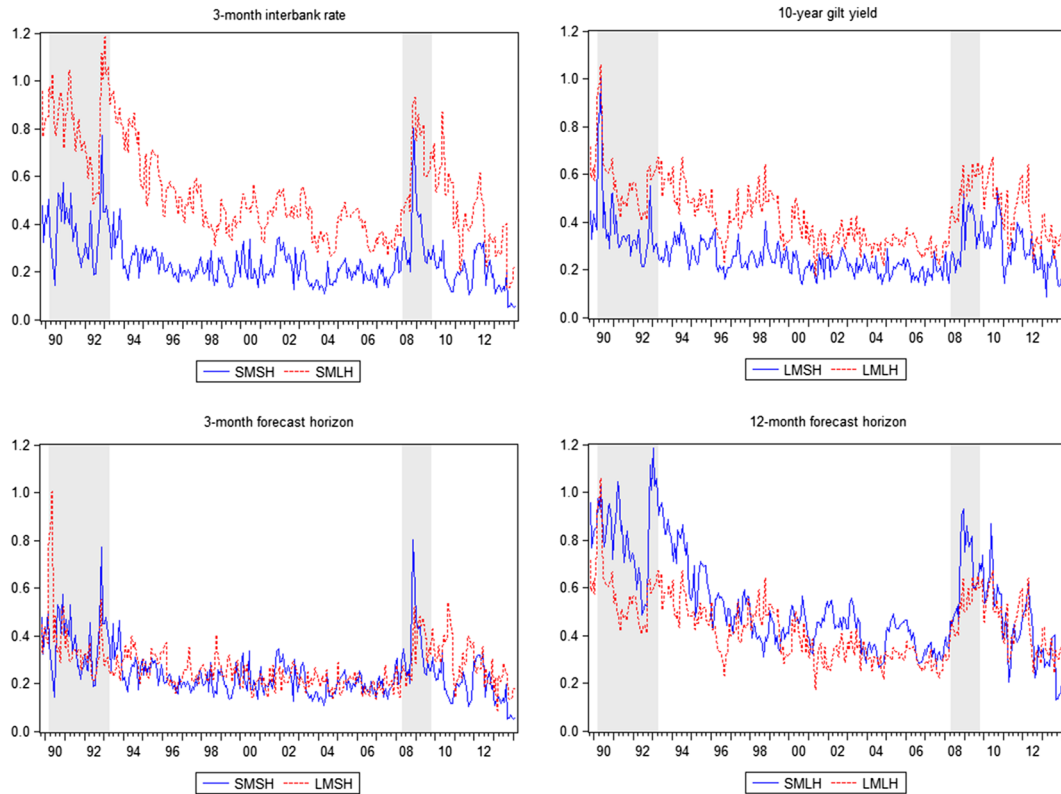 3-month interbank rate
1.2
1.0
0.8
0.6
0.4
0.2
0.0
90 92 94 96 98 00 02 04 06 08 10 12
SMSH SMLH
10-year gilt yield
1.2
1.0
0.8
0.6
0.4
0.2
0.0
90 92 94 96 98 00 02 04 06 08 10 12
LMSH LMLH
3-month forecast horizon
1.2
1.0
0.8
0.6
0.4
0.2
0.0
90 92 94 96 98 00 02 04 06 08 10 12
SMSH LMSH
12-month forecast horizon
1.2
1.0
0.8
0.6
0.4
0.2
0.0
90 92 94 96 98 00 02 04 06 08 10 12
SMLH LMLH